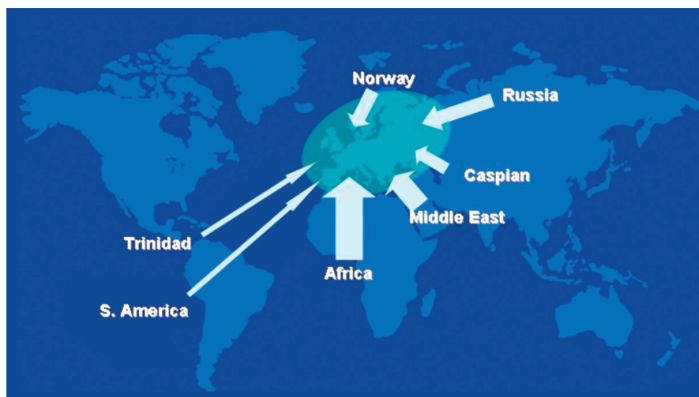 Norway
Russia
Caspian
Middle East
Trinidad
Africa
S. America